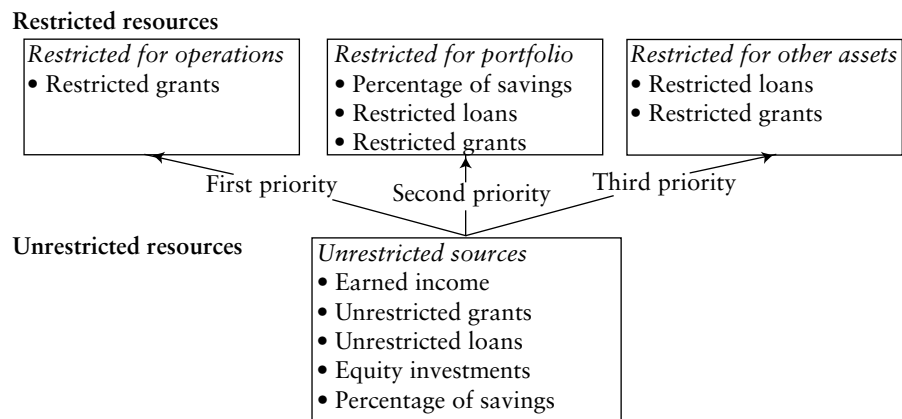 Restricted resources
Restricted for operations
• Restricted grants
Restricted for portfolio
• Percentage of savings
• Restricted loans
• Restricted grants
Restricted for other assets
• Restricted loans
• Restricted grants
First priority
Second priority
Third priority
Unrestricted resources
Unrestricted sources
• Earned income
• Unrestricted grants
• Unrestricted loans
• Equity investments
• Percentage of savings